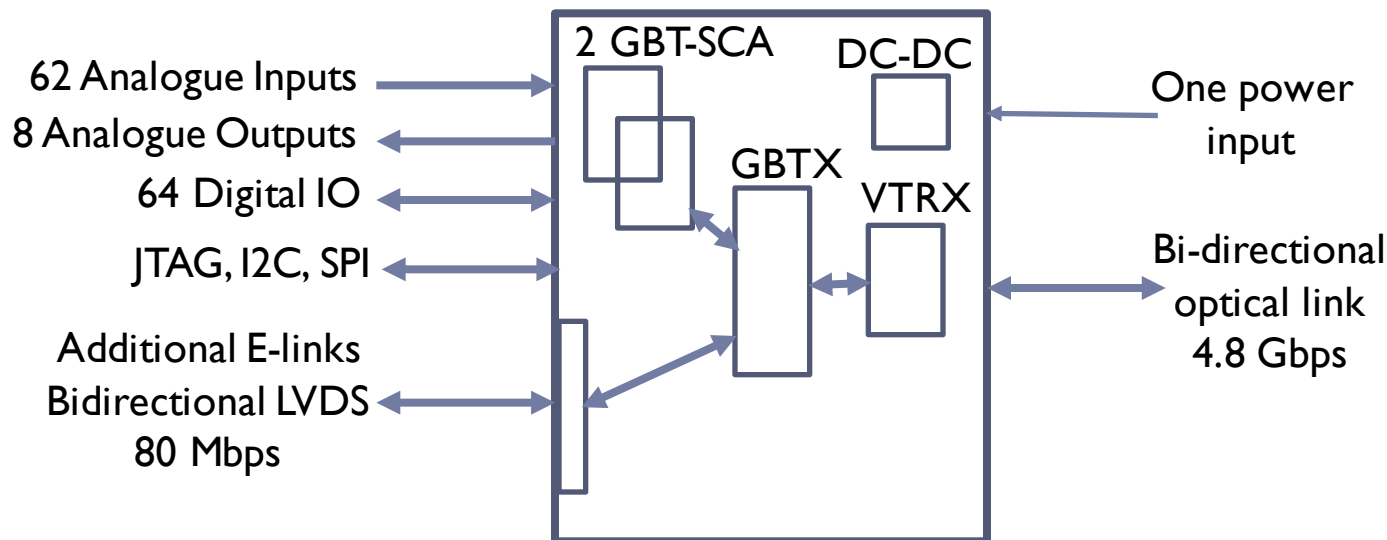 2 GBT-SCA
DC-DC
62 Analogue Inputs
8 Analogue Outputs
64 Digital IO
JTAG, I2C, SPI
Additional E-links
Bidirectional LVDS
80 Mbps
GBTX
VTRX
One power
input
Bi-directional
optical link
4.8 Gbps